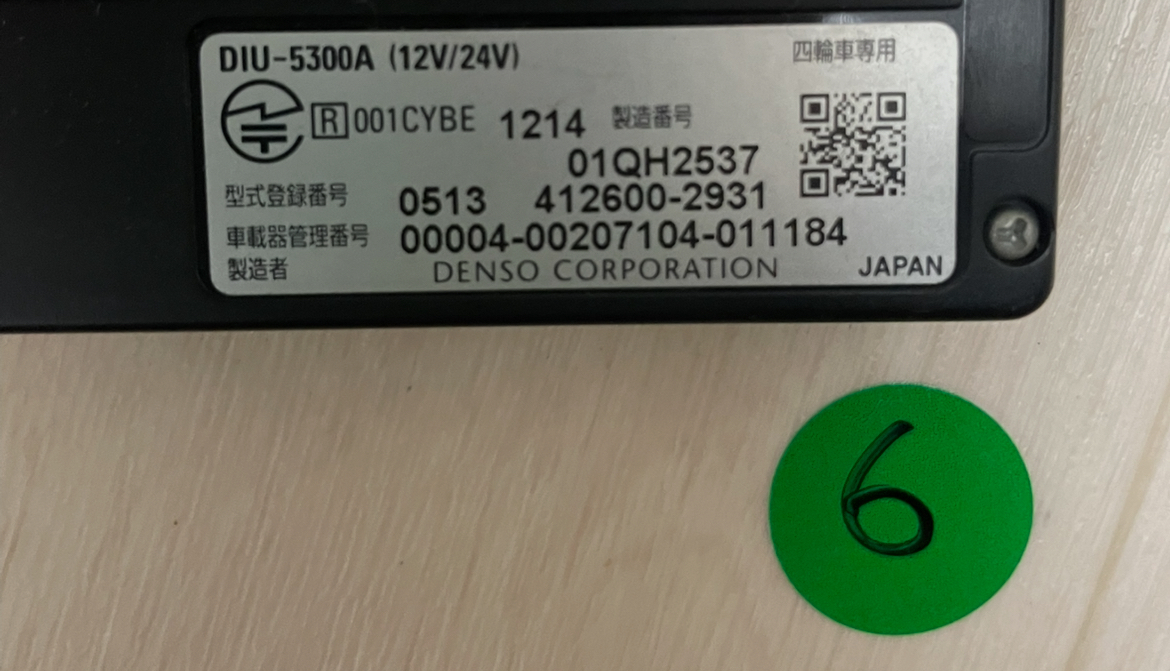 DIU-5300A (12V/24V) 四輪車専用
R 001CYBE 1214 製造番号
01QH2537
型式登録番号 0513 412600-2931
車載器管理番号 00004-00207104-011184
製造者 DENSO CORPORATION JAPAN
6